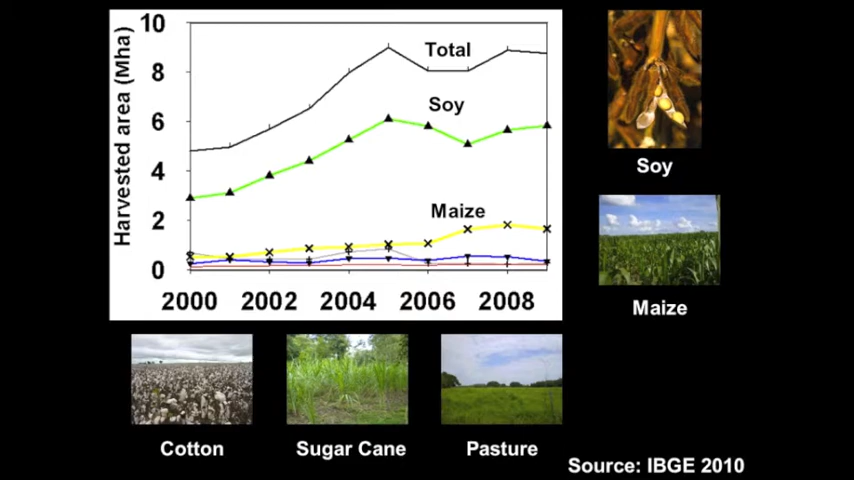 Harvested area (Mha)
10
8
6
4
2
0
Total
Soy
Maize
2000 2002 2004 2006 2008
Soy
Maize
Cotton
Sugar Cane
Pasture
Source: IBGE 2010